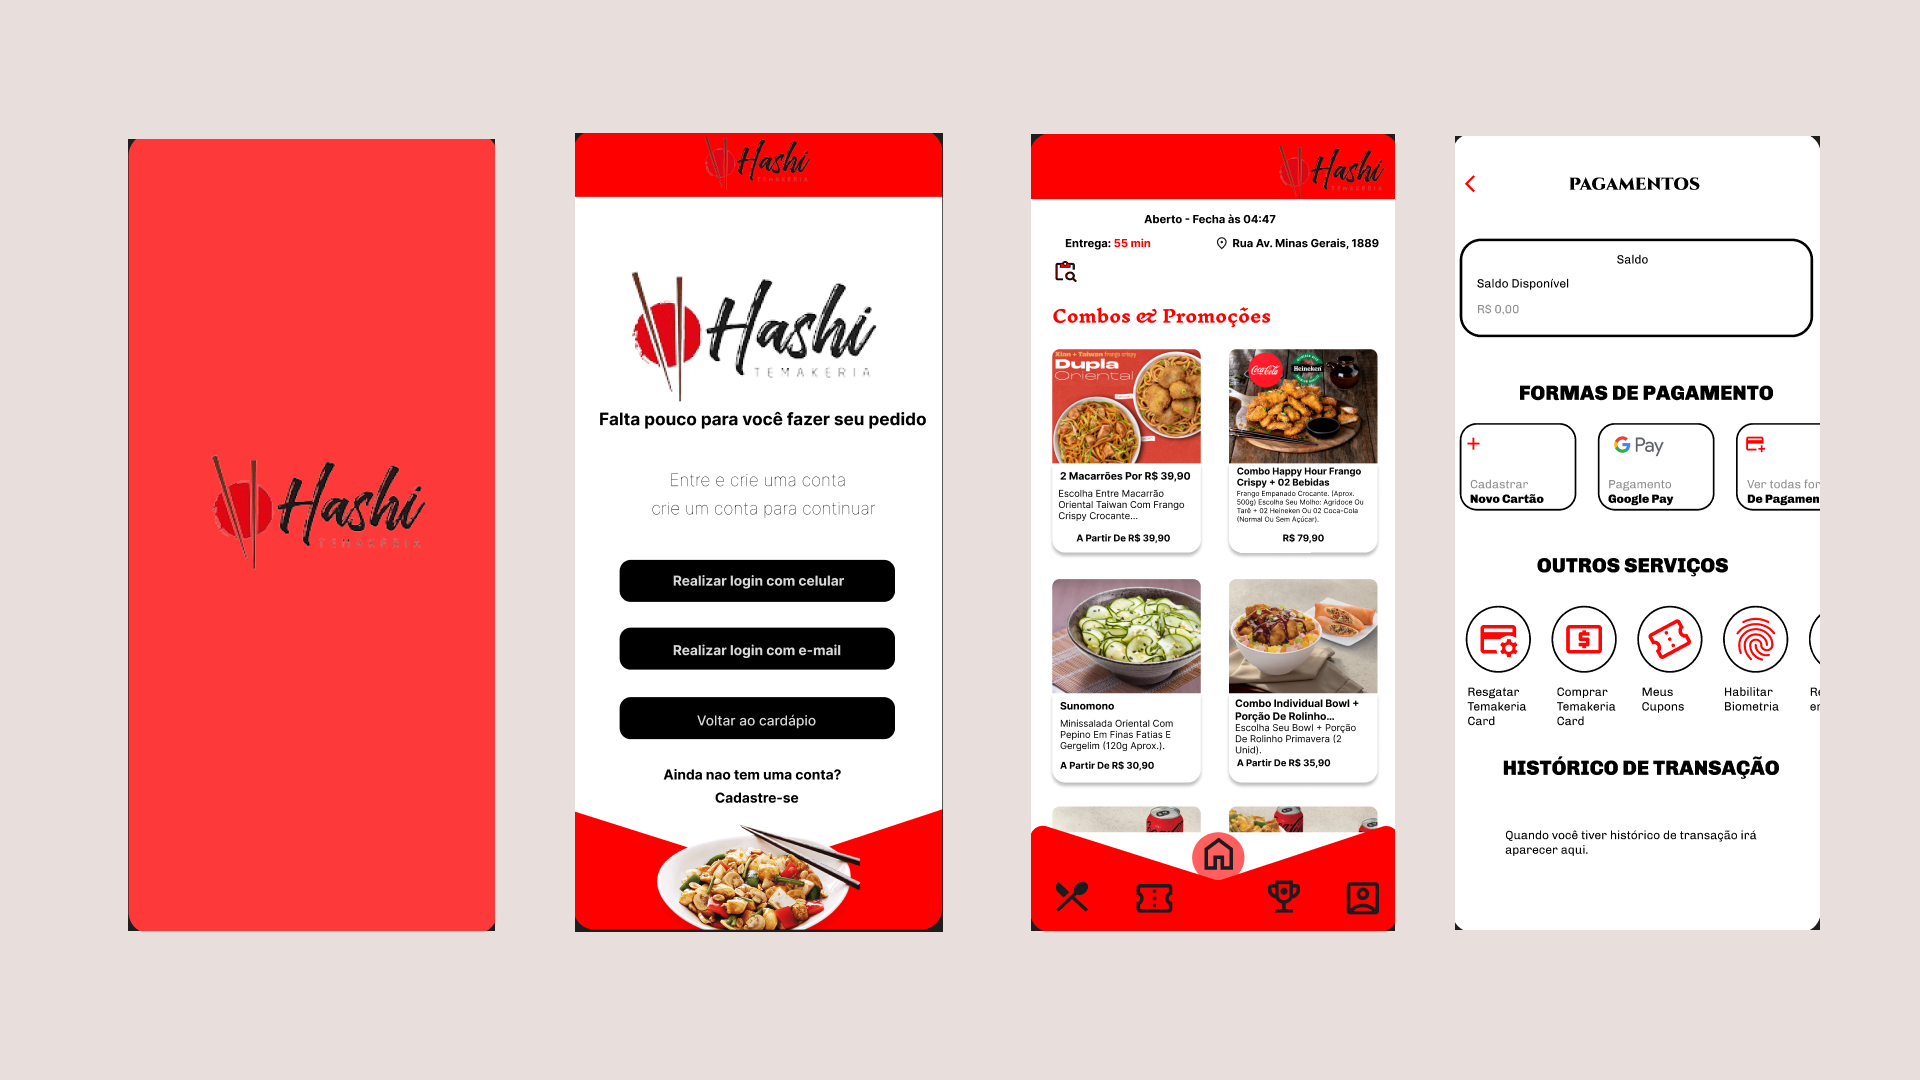 Hashi
TEMAKERIA
Hashi
TEMAKERIA
Hashi
TEMAKERIA
Falta pouco para você fazer seu pedido
Entre e crie uma conta
crie um conta para continuar
Realizar login com celular
Realizar login com e-mail
Voltar ao cardápio
Ainda nao tem uma conta?
Cadastre-se
Hashi
TEMAKERIA
Aberto - Fecha às 04:47
Entrega: 55 min
Rua Av. Minas Gerais, 1889
Combos & Promoções
Xian + Taiwan frango crispy
Dupla
Oriental
2 Macarrões Por R$ 39,90
Escolha Entre Macarrão
Oriental Taiwan Com Frango
Crispy Crocante...
A Partir De R$ 39,90
Coca-Cola
Heineken
Combo Happy Hour Frango
Crispy + 02 Bebidas
Frango Empanado Crocante. (Aprox.
500g) Escolha Seu Molho: Agridoce Ou
Tarê + 02 Heineken Ou 02 Coca-Cola
(Normal Ou Sem Açúcar).
R$ 79,90
Sunomono
Minissalada Oriental Com
Pepino Em Finas Fatias E
Gergelim (120g Aprox.).
A Partir De R$ 30,90
Combo Individual Bowl +
Porção De Rolinho...
Escolha Seu Bowl + Porção
De Rolinho Primavera (2
Unid).
A Partir De R$ 35,90
PAGAMENTOS
Saldo
Saldo Disponível
R$ 0,00
FORMAS DE PAGAMENTO
Cadastrar
Novo Cartão
G Pay
Pagamento
Google Pay
Ver todas for
De Pagamen
OUTROS SERVIÇOS
Resgatar
Temakeria
Card
Comprar
Temakeria
Card
Meus
Cupons
Habilitar
Biometria
Re
en
HISTÓRICO DE TRANSAÇÃO
Quando você tiver histórico de transação irá
aparecer aqui.